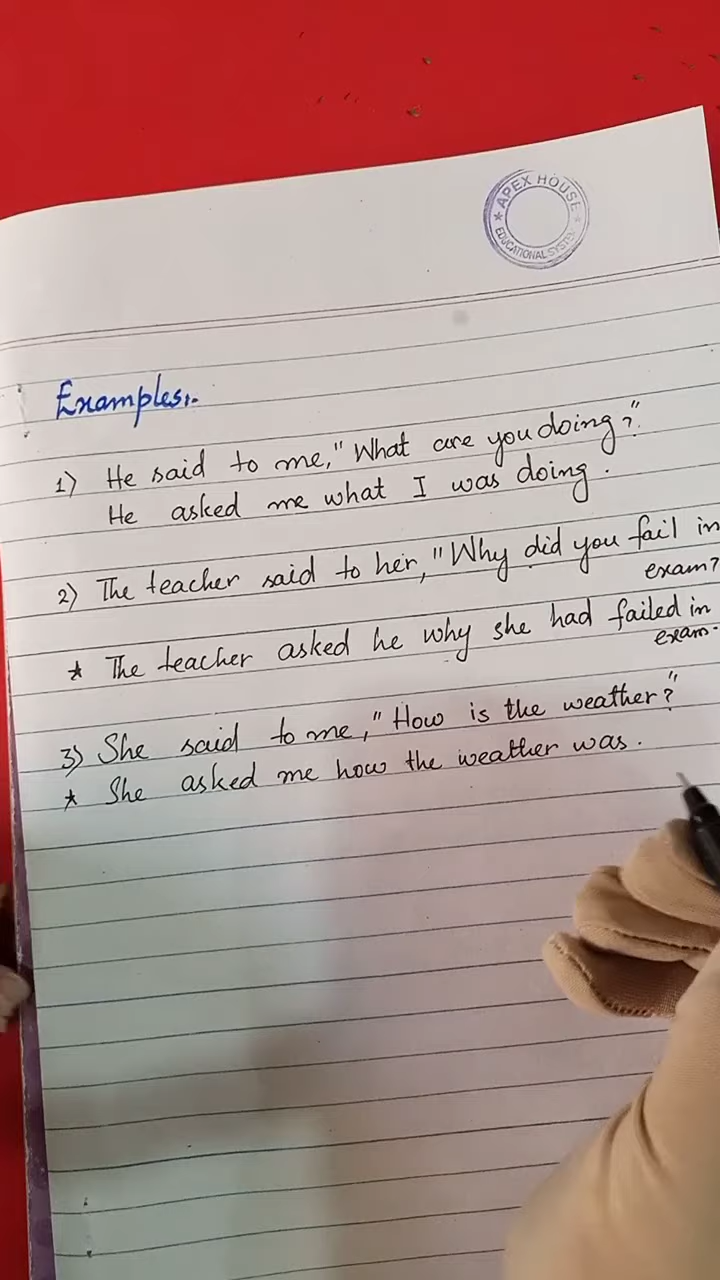 ★ APEX HOUSE ★
EDUCATIONAL SYSTEM
Examples:-
1) He said to me," What are you doing?"
He asked me what I was doing.
2) The teacher said to her, "Why did you fail in
exam?
★ The teacher asked he why she had failed in
exam.
3) She said to me," How is the weather?"
★ She asked me how the weather was.